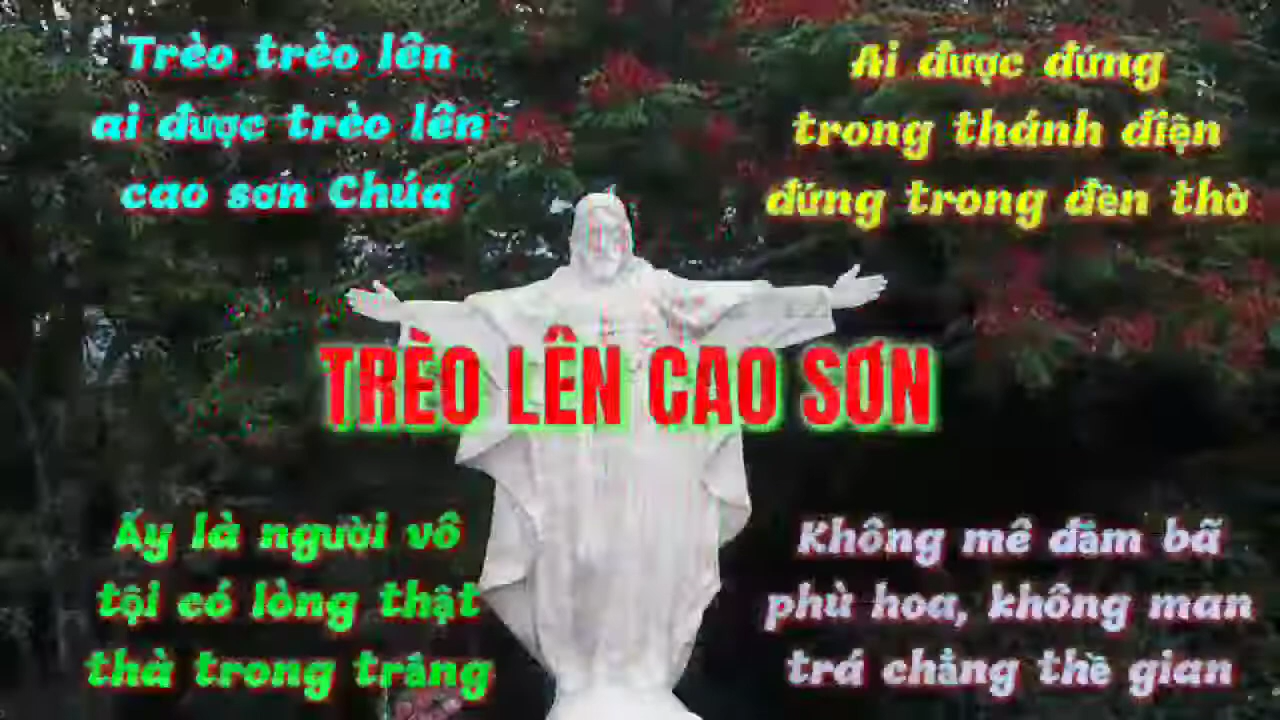 Trèo trèo lên
ai được trèo lên
cao sơn Chúa
Ai được đứng
trong thánh điện
đứng trong đền thờ
TRÈO LÊN CAO SƠN
Ấy là người vô
tội có lòng thật
thà trong trắng
Không mê đắm bã
phù hoa, không man
trá chẳng thề gian